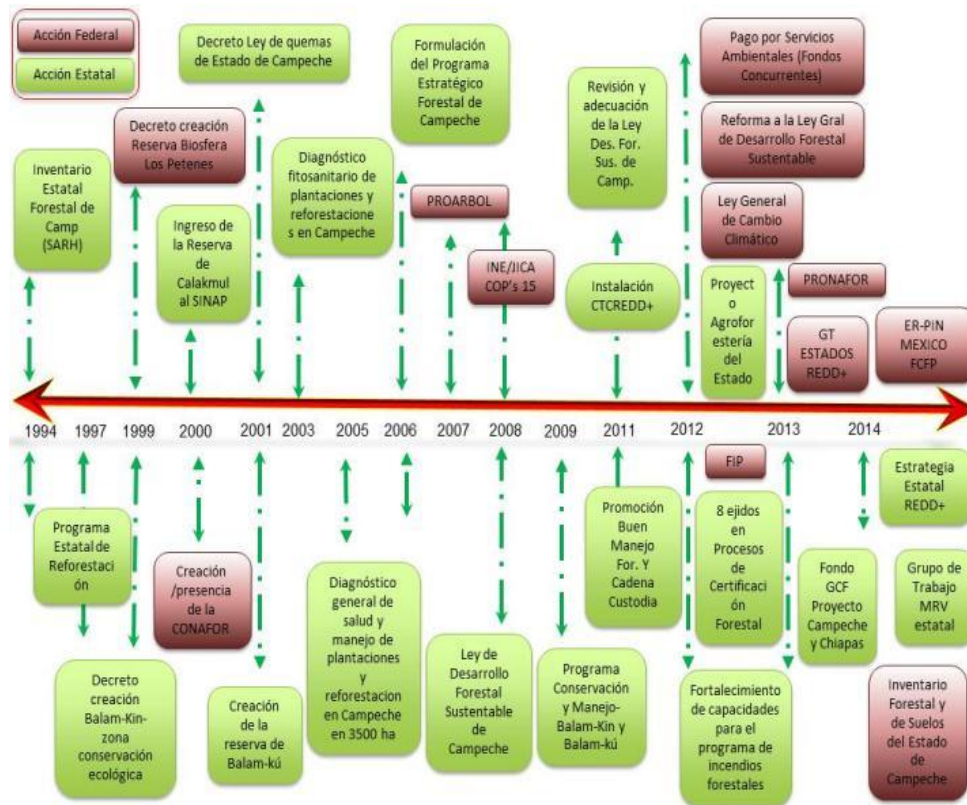 Acción Federal
Acción Estatal
Decreto Ley de quemas
de Estado de Campeche
Formulación
del Programa
Estratégico
Forestal de
Campeche
Pago por Servicios
Ambientales (Fondos
Concurrentes)
Revisión y
adecuación
de la Ley
Des. For.
Sus. de
Camp.
Reforma a la Ley Gral
de Desarrollo Forestal
Sustentable
Decreto creación
Reserva Biosfera
Los Petenes
Inventario
Estatal
Forestal de
Camp
(SARH)
Diagnóstico
fitosanitario de
plantaciones y
reforestacione
s en Campeche
Ingreso de
la Reserva
de
Calakmul
al SINAP
PROARBOL
INE/JICA
COP's 15
Ley General
de Cambio
Climático
Instalación
CTCREDD+
Proyect
o
Agrofor
estería
del
Estado
PRONAFOR
GT
ESTADOS
REDD+
ER-PIN
MEXICO
FCFP
1994 1997 1999 2000 2001 2003 2005 2006 2007 2008 2009 2011 2012 2013 2014
FIP
Estrategia
Estatal
REDD+
Programa
Estatal de
Reforestaci
ón
Creación
/presencia
de la
CONAFOR
Promoción
Buen
Manejo
For. Y
Cadena
Custodia
8 ejidos
en
Procesos
de
Certificaci
ón
Forestal
Fondo
GCF
Proyecto
Campeche
y Chiapas
Grupo de
Trabajo
MRV
estatal
Diagnóstico
general de
salud y
manejo de
plantaciones
y
reforestacion
en Campeche
en 3500 ha
Decreto
creación
Balam-Kin-
zona
conservación
ecológica
Creación
de la
reserva de
Balam-kú
Ley de
Desarrollo
Forestal
Sustentable
de
Campeche
Programa
Conservación
y Manejo-
Balam-Kin y
Balam-kú
Fortalecimiento
de capacidades
para el
programa de
incendios
forestales
Inventario
Forestal y
de Suelos
del Estado
de
Campeche